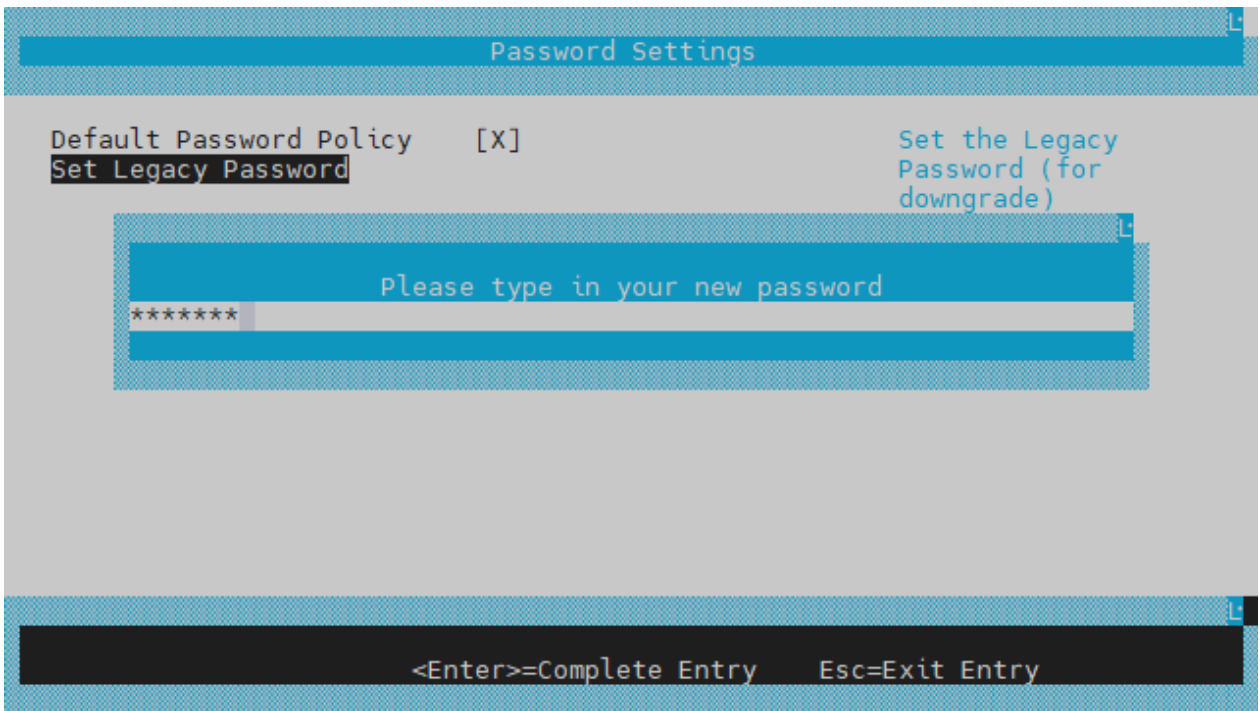 Password Settings
Default Password Policy [X]
Set the Legacy
Set Legacy Password
Password (for
downgrade)
Please type in your new password
*******
<Enter>=Complete Entry Esc=Exit Entry